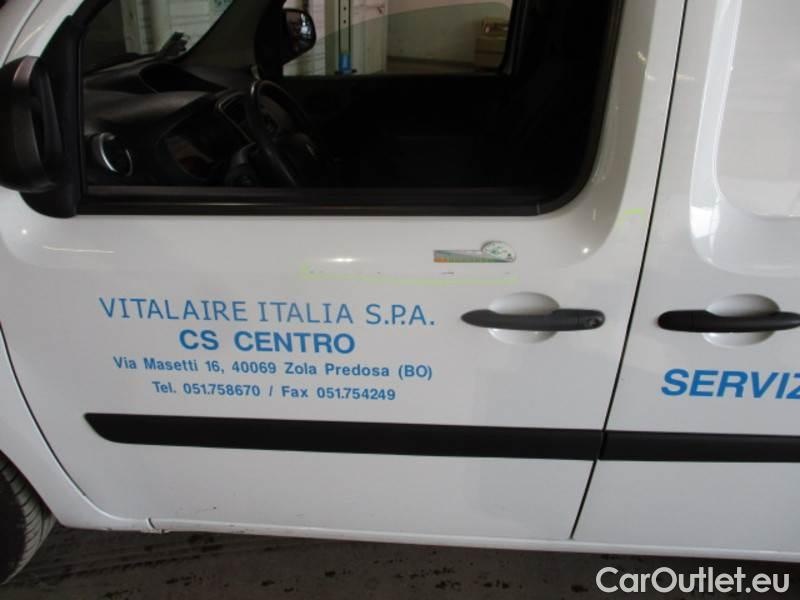 VITALAIRE ITALIA S.P.A.
CS CENTRO
Via Masetti 16, 40069 Zola Predosa (BO)
Tel. 051.758670 / Fax 051.754249
SERVIZ
CarOutlet.eu